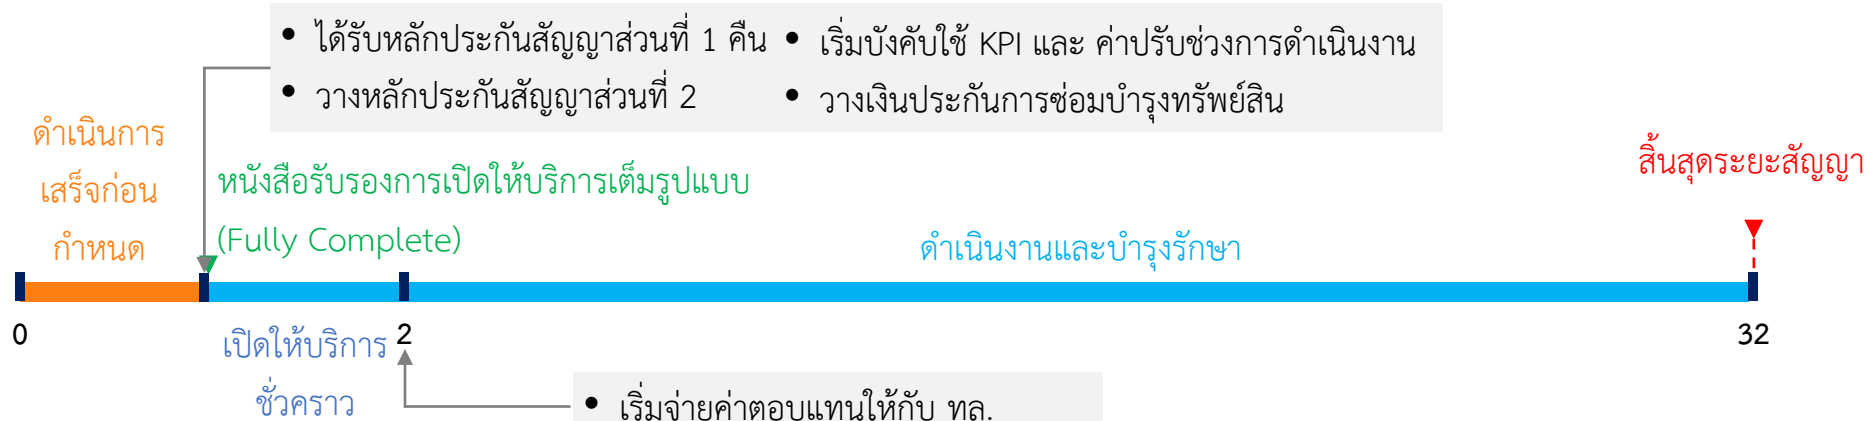 • ได้รับหลักประกันสัญญาส่วนที่ 1 คืน
• วางหลักประกันสัญญาส่วนที่ 2
• เริ่มบังคับใช้ KPI และ ค่าปรับช่วงการดำเนินงาน
• วางเงินประกันการซ่อมบำรุงทรัพย์สิน
ดำเนินการ
เสร็จก่อน
กำหนด
หนังสือรับรองการเปิดให้บริการเต็มรูปแบบ
(Fully Complete)
ดำเนินงานและบำรุงรักษา
สิ้นสุดระยะสัญญา
0
เปิดให้บริการ
ชั่วคราว
2
32
• เริ่มจ่ายค่าตอบแทนให้กับ ทล.